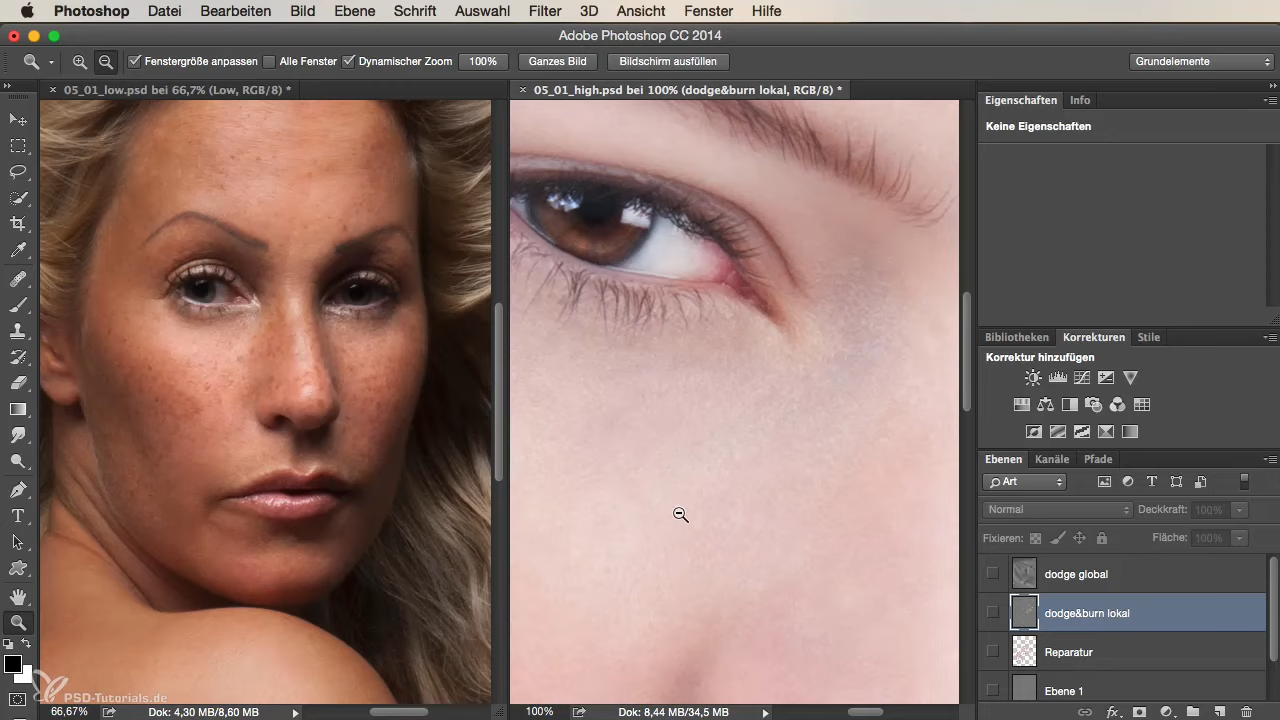 Photoshop Datei Bearbeiten Bild Ebene Schrift Auswahl Filter 3D Ansicht Fenster Hilfe
Adobe Photoshop CC 2014
Fenstergröße anpassen Alle Fenster Dynamischer Zoom 100% Ganzes Bild Bildschirm ausfüllen Grundelemente
05_01_low.psd bei 66,7% (Low, RGB/8) * 05_01_high.psd bei 100% (dodge&burn lokal, RGB/8) *
Eigenschaften Info
Keine Eigenschaften
Bibliotheken Korrekturen Stile
Korrektur hinzufügen
Ebenen Kanäle Pfade
Art
Normal Deckkraft: 100%
Fixieren: Fläche: 100%
dodge global
dodge&burn lokal
Reparatur
Ebene 1
PSD-Tutorials.de
66,67% Dok: 4,30 MB/8,60 MB 100% Dok: 8,44 MB/34,5 MB